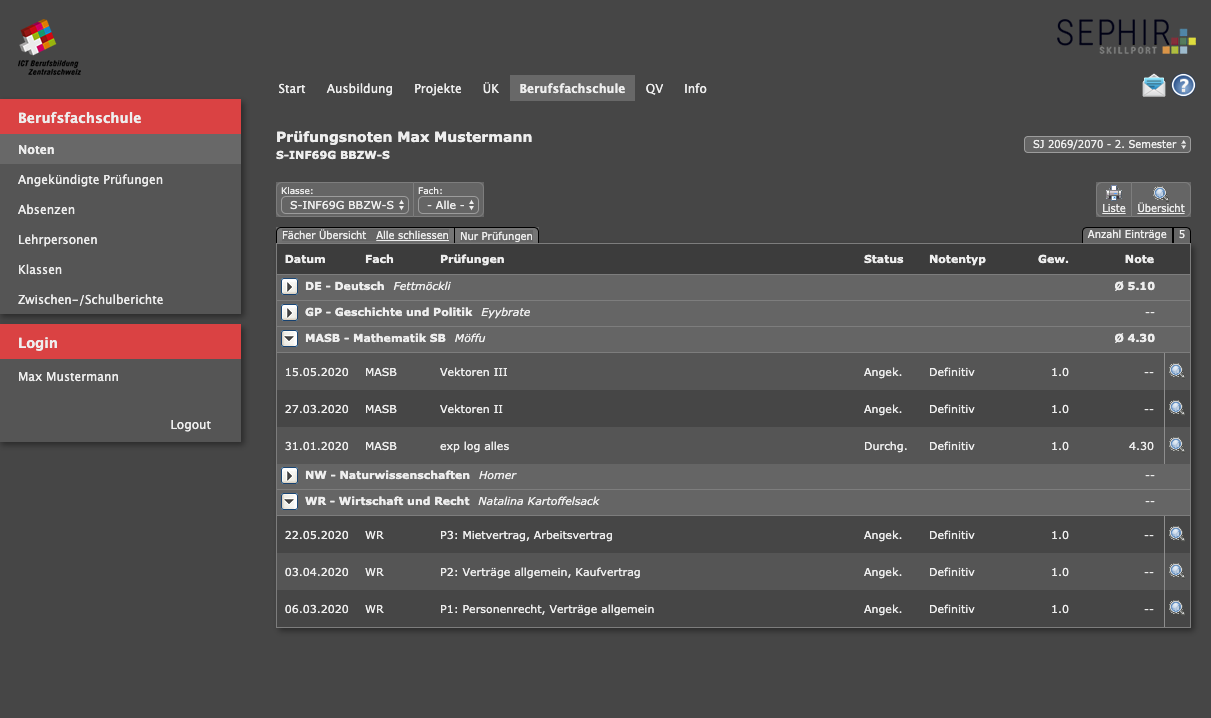 ICT Berufsbildung
Zentralschweiz
SEPHIR
SKILLPORT
Start Ausbildung Projekte ÜK Berufsfachschule QV Info
Berufsfachschule
Noten
Angekündigte Prüfungen
Absenzen
Lehrpersonen
Klassen
Zwischen-/Schulberichte
Login
Max Mustermann
Logout
Prüfungsnoten Max Mustermann
S-INF69G BBZW-S
SJ 2069/2070 - 2. Semester
Klasse: Fach:
S-INF69G BBZW-S - Alle -
Liste Übersicht
Fächer Übersicht Alle schliessen Nur Prüfungen Anzahl Einträge 5
Datum Fach Prüfungen Status Notentyp Gew. Note
DE - Deutsch Fettmöckli Ø 5.10
GP - Geschichte und Politik Eyybrate --
MASB - Mathematik SB Möffu Ø 4.30
15.05.2020 MASB Vektoren III Angek. Definitiv 1.0 --
27.03.2020 MASB Vektoren II Angek. Definitiv 1.0 --
31.01.2020 MASB exp log alles Durchg. Definitiv 1.0 4.30
NW - Naturwissenschaften Homer --
WR - Wirtschaft und Recht Natalina Kartoffelsack --
22.05.2020 WR P3: Mietvertrag, Arbeitsvertrag Angek. Definitiv 1.0 --
03.04.2020 WR P2: Verträge allgemein, Kaufvertrag Angek. Definitiv 1.0 --
06.03.2020 WR P1: Personenrecht, Verträge allgemein Angek. Definitiv 1.0 --